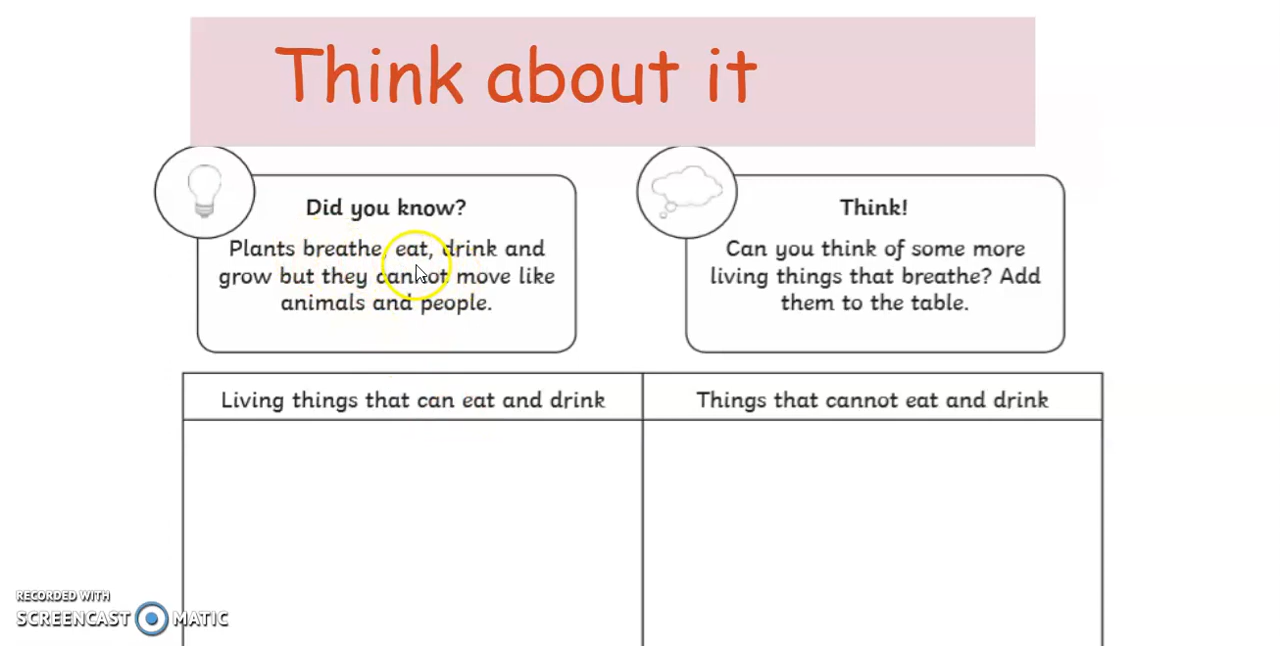 Think about it
Did you know?
Plants breathe, eat, drink and
grow but they cannot move like
animals and people.
Think!
Can you think of some more
living things that breathe? Add
them to the table.
Living things that can eat and drink
Things that cannot eat and drink
RECORDED WITH
SCREENCAST MATIC